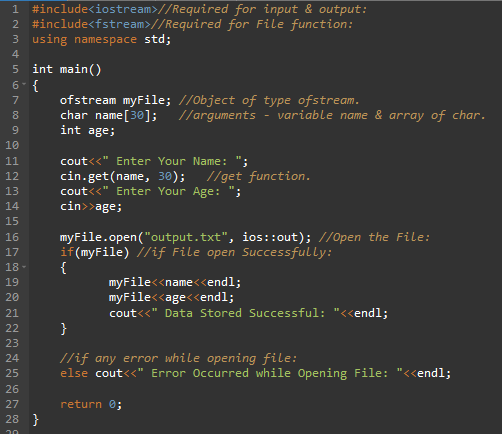 1 #include<iostream>//Required for input & output:
2 #include<fstream>//Required for File function:
3 using namespace std;
4
5 int main()
6 {
7 ofstream myFile; //Object of type ofstream.
8 char name[30]; //arguments - variable name & array of char.
9 int age;
10
11 cout<<" Enter Your Name: ";
12 cin.get(name, 30); //get function.
13 cout<<" Enter Your Age: ";
14 cin>>age;
15
16 myFile.open("output.txt", ios::out); //Open the File:
17 if(myFile) //if File open Successfully:
18 {
19 myFile<<name<<endl;
20 myFile<<age<<endl;
21 cout<<" Data Stored Successful: "<<endl;
22 }
23
24 //if any error while opening file:
25 else cout<<" Error Occurred while Opening File: "<<endl;
26
27 return 0;
28 }
29